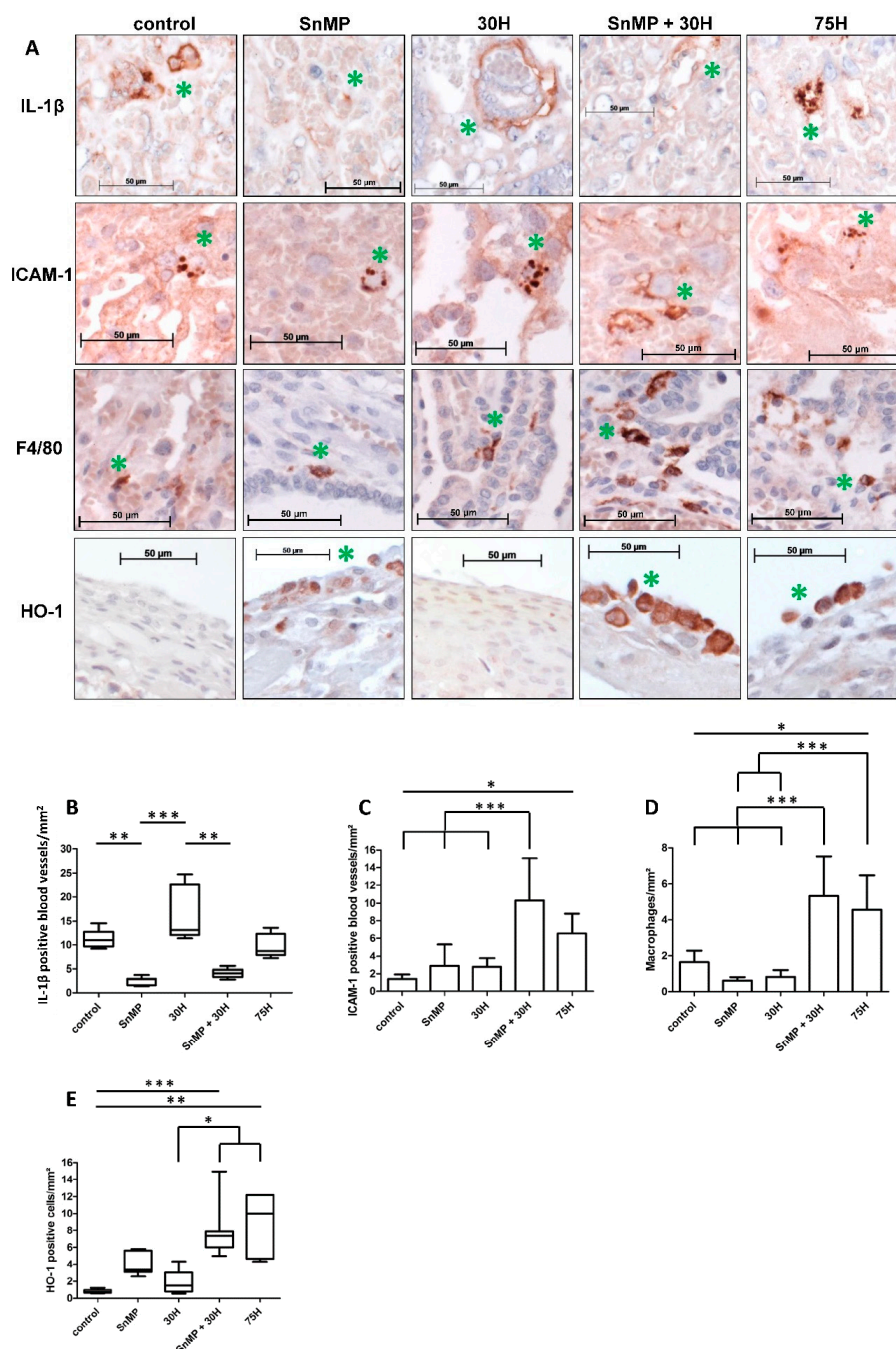 A
control SnMP 30H SnMP + 30H 75H
IL-1β
* * * * *
50 µm 50 µm 50 µm 50 µm 50 µm
ICAM-1
* * * * *
50 µm 50 µm 50 µm 50 µm 50 µm
F4/80
* * * * *
50 µm 50 µm 50 µm 50 µm 50 µm
HO-1
* * *
50 µm 50 µm 50 µm 50 µm 50 µm
B
** *** **
IL-1β positive blood vessels/mm²
30
25
20
15
10
5
0
control SnMP 30H SnMP + 30H 75H
C
*
***
ICAM-1 positive blood vessels/mm²
16
14
12
10
8
6
4
2
0
control SnMP 30H SnMP + 30H 75H
D
*
***
***
Macrophages/mm²
8
6
4
2
0
control SnMP 30H SnMP + 30H 75H
E
***
**
*
HO-1 positive cells/mm²
16
14
12
10
8
6
4
2
0
control SnMP 30H SnMP + 30H 75H